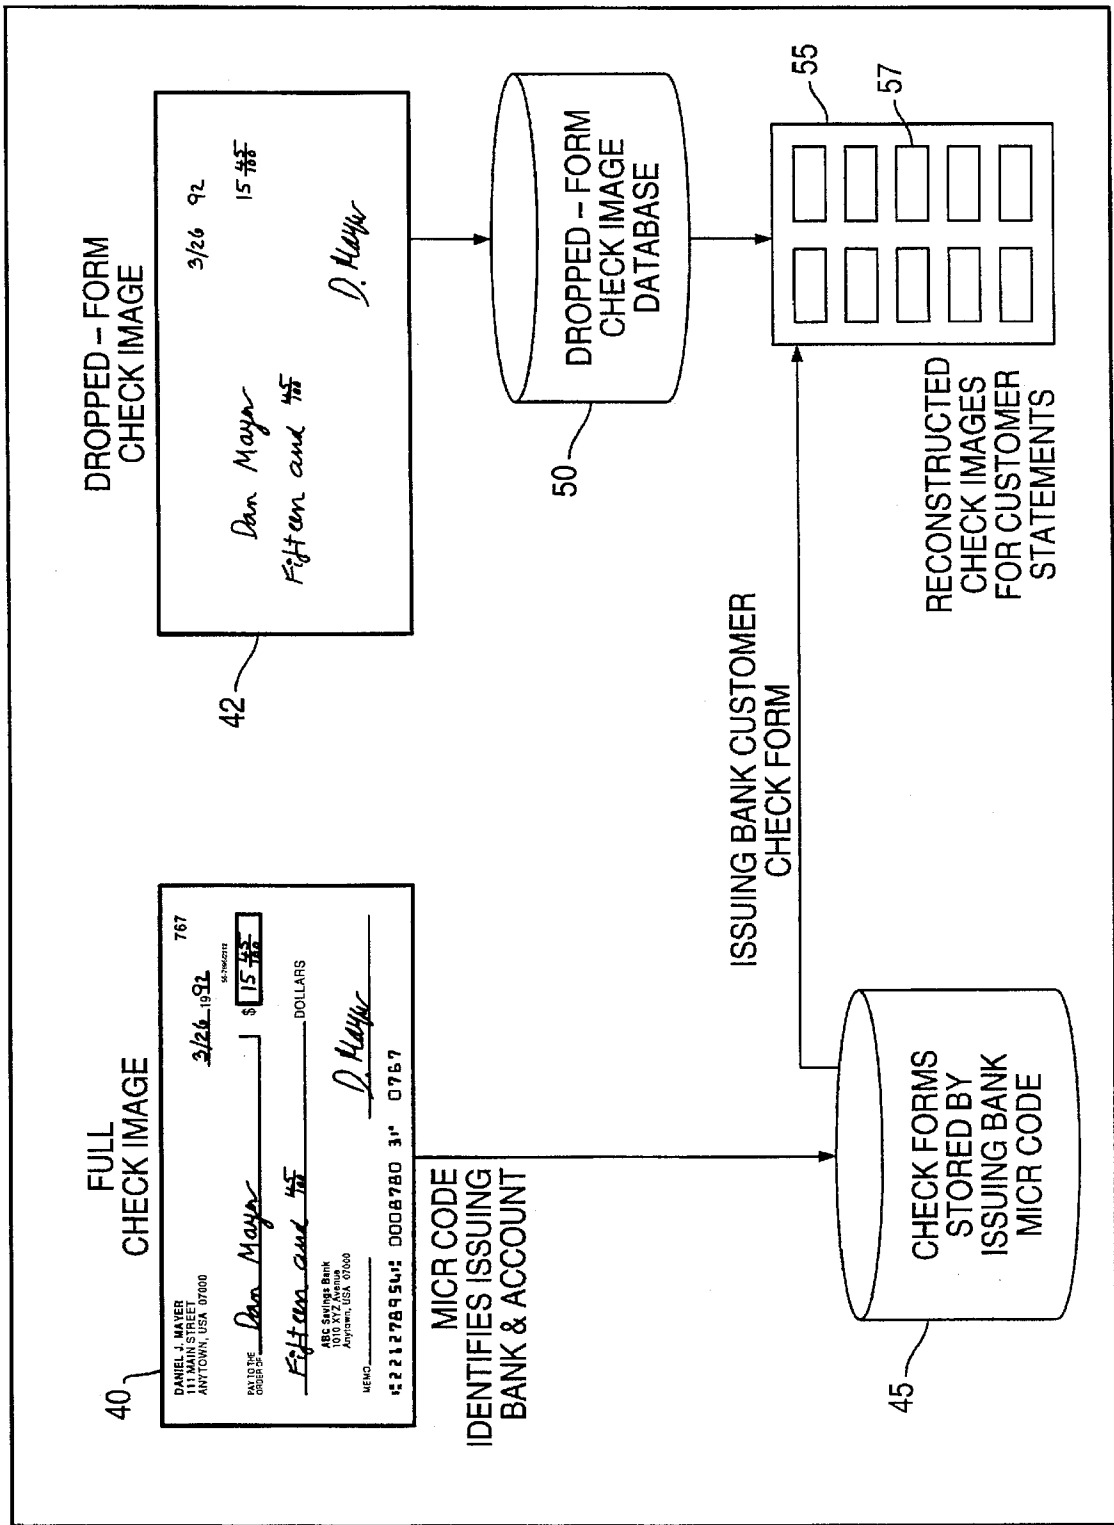 FULL
CHECK IMAGE
40
DANIEL J. MAYER
111 MAIN STREET
ANYTOWN, USA 07000
767
3/26 1992
PAY TO THE
ORDER OF
Dan Mayer
$ 15 45/100
Fifteen and 45/100
DOLLARS
ABC Savings Bank
1010 XYZ Avenue
Anytown, USA 07000
MEMO
D. Mayer
⑆221278954⑆ 0008780 3⑈ 0767
MICR CODE
IDENTIFIES ISSUING
BANK & ACCOUNT
CHECK FORMS
STORED BY
ISSUING BANK
MICR CODE
45
ISSUING BANK CUSTOMER
CHECK FORM
DROPPED – FORM
CHECK IMAGE
42
3/26 92
Dan Mayer
15 45/100
Fifteen and 45/100
D. Mayer
DROPPED – FORM
CHECK IMAGE
DATABASE
50
55
57
RECONSTRUCTED
CHECK IMAGES
FOR CUSTOMER
STATEMENTS